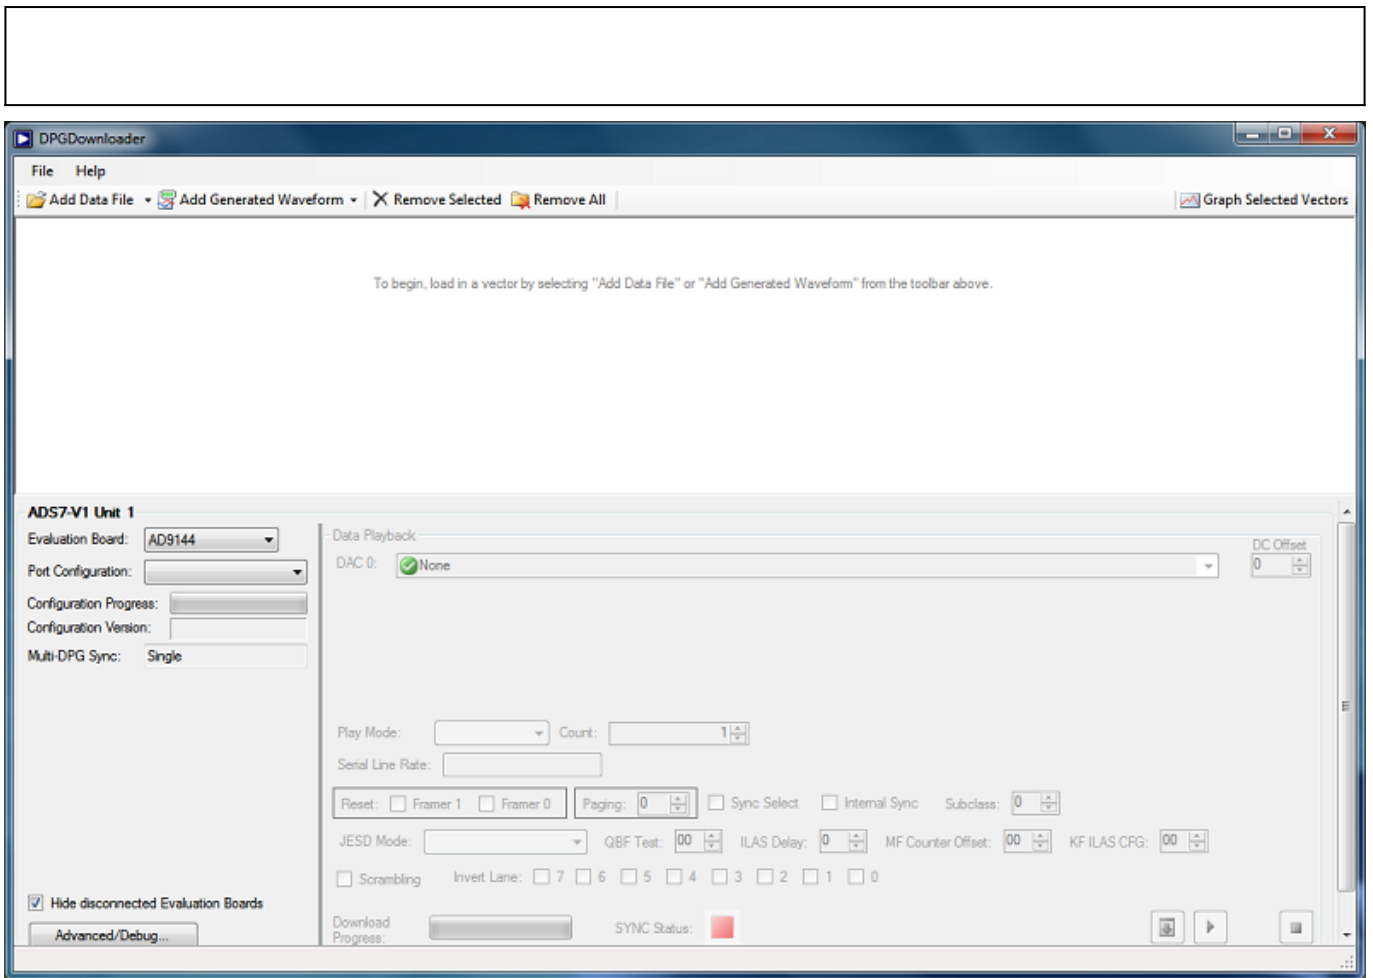 DPGDownloader
File Help
Add Data File Add Generated Waveform Remove Selected Remove All Graph Selected Vectors
To begin, load in a vector by selecting "Add Data File" or "Add Generated Waveform" from the toolbar above.
ADS7-V1 Unit 1
Evaluation Board: AD9144
Port Configuration:
Configuration Progress:
Configuration Version:
Multi-DPG Sync: Single
Hide disconnected Evaluation Boards
Advanced/Debug...
Data Playback
DC Offset
DAC 0: None 0
Play Mode: Count: 1
Serial Line Rate:
Reset: Framer 1 Framer 0 Paging: 0 Sync Select Internal Sync Subclass: 0
JESD Mode: QBF Test: 00 ILAS Delay: 0 MF Counter Offset: 00 KF ILAS CFG: 00
Scrambling Invert Lane: 7 6 5 4 3 2 1 0
Download Progress: SYNC Status: